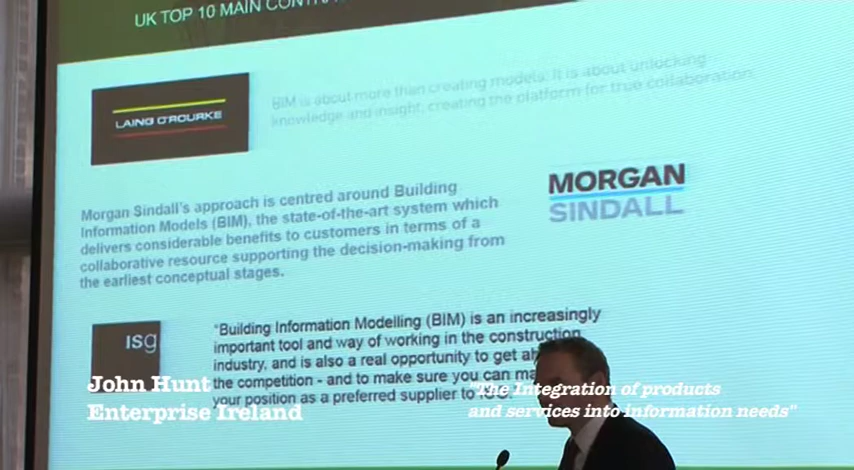 UK TOP 10 MAIN
LAING O'ROURKE
BIM is about more than creating models. It is about unlocking
knowledge and insight, creating the platform for true collaboration
Morgan Sindall's approach is centred around Building
Information Models (BIM), the state-of-the-art system which
delivers considerable benefits to customers in terms of a
collaborative resource supporting the decision-making from
the earliest conceptual stages.
MORGAN
SINDALL
isg
"Building Information Modelling (BIM) is an increasingly
important tool and way of working in the construction
industry, and is also a real opportunity to get
the competition - and to make sure you can
your position as a preferred supplier to
John Hunt
Enterprise Ireland
"The Integration of products
and services into information needs"